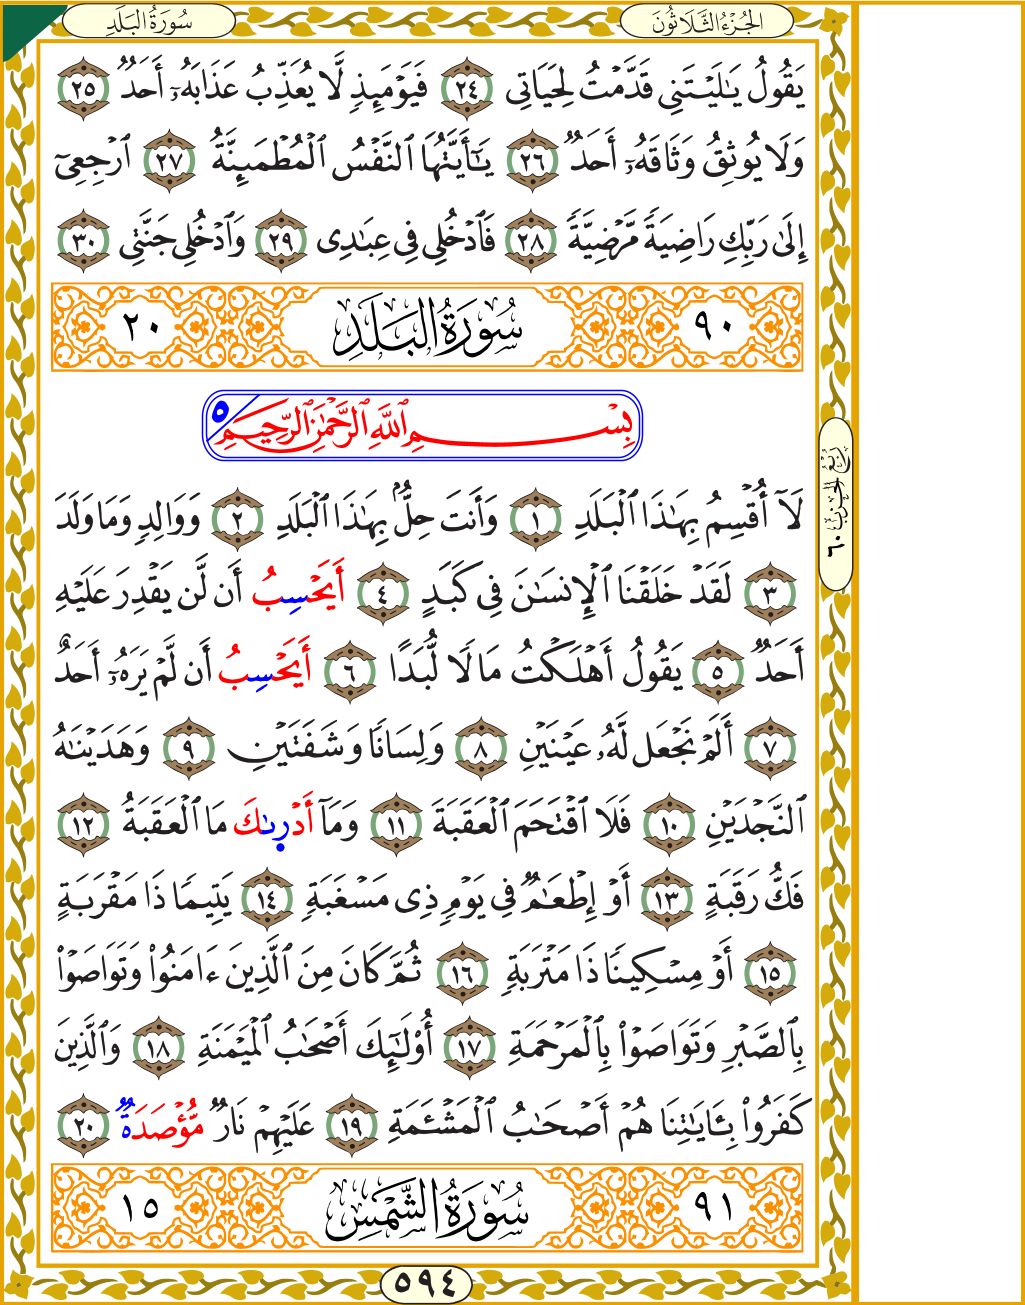 سُورَةُ البَلَدِ
الجُزْءُ الثَّلَاثُونَ
يَقُولُ يَٰلَيۡتَنِي قَدَّمۡتُ لِحَيَاتِي ٢٤ فَيَوۡمَئِذٖ لَّا يُعَذِّبُ عَذَابَهُۥٓ أَحَدٞ ٢٥
وَلَا يُوثِقُ وَثَاقَهُۥٓ أَحَدٞ ٢٦ يَٰٓأَيَّتُهَا ٱلنَّفۡسُ ٱلۡمُطۡمَئِنَّةُ ٢٧ ٱرۡجِعِيٓ
إِلَىٰ رَبِّكِ رَاضِيَةٗ مَّرۡضِيَّةٗ ٢٨ فَٱدۡخُلِي فِي عِبَٰدِي ٢٩ وَٱدۡخُلِي جَنَّتِي ٣٠
٩٠ سُورَةُ البَلَدِ ٢٠
بِسۡمِ ٱللَّهِ ٱلرَّحۡمَٰنِ ٱلرَّحِيمِ ٥
لَآ أُقۡسِمُ بِهَٰذَا ٱلۡبَلَدِ ١ وَأَنتَ حِلُّۢ بِهَٰذَا ٱلۡبَلَدِ ٢ وَوَالِدٖ وَمَا وَلَدَ
٣ لَقَدۡ خَلَقۡنَا ٱلۡإِنسَٰنَ فِي كَبَدٍ ٤ أَيَحۡسِبُ أَن لَّن يَقۡدِرَ عَلَيۡهِ
أَحَدٞ ٥ يَقُولُ أَهۡلَكۡتُ مَالٗا لُّبَدًا ٦ أَيَحۡسِبُ أَن لَّمۡ يَرَهُۥٓ أَحَدٌ
٧ أَلَمۡ نَجۡعَل لَّهُۥ عَيۡنَيۡنِ ٨ وَلِسَانٗا وَشَفَتَيۡنِ ٩ وَهَدَيۡنَٰهُ
ٱلنَّجۡدَيۡنِ ١٠ فَلَا ٱقۡتَحَمَ ٱلۡعَقَبَةَ ١١ وَمَآ أَدۡرِىٰكَ مَا ٱلۡعَقَبَةُ ١٢
فَكُّ رَقَبَةٍ ١٣ أَوۡ إِطۡعَٰمٞ فِي يَوۡمٖ ذِي مَسۡغَبَةٖ ١٤ يَتِيمٗا ذَا مَقۡرَبَةٍ
١٥ أَوۡ مِسۡكِينٗا ذَا مَتۡرَبَةٖ ١٦ ثُمَّ كَانَ مِنَ ٱلَّذِينَ ءَامَنُواْ وَتَوَاصَوۡاْ
بِٱلصَّبۡرِ وَتَوَاصَوۡاْ بِٱلۡمَرۡحَمَةِ ١٧ أُوْلَٰٓئِكَ أَصۡحَٰبُ ٱلۡمَيۡمَنَةِ ١٨ وَٱلَّذِينَ
كَفَرُواْ بِـَٔايَٰتِنَا هُمۡ أَصۡحَٰبُ ٱلۡمَشۡـَٔمَةِ ١٩ عَلَيۡهِمۡ نَارٞ مُّؤۡصَدَةٞ ٢٠
٩١ سُورَةُ الشَّمۡسِ ١٥
رُبُعُ الحِزْبِ ٦٠
٥٩٤